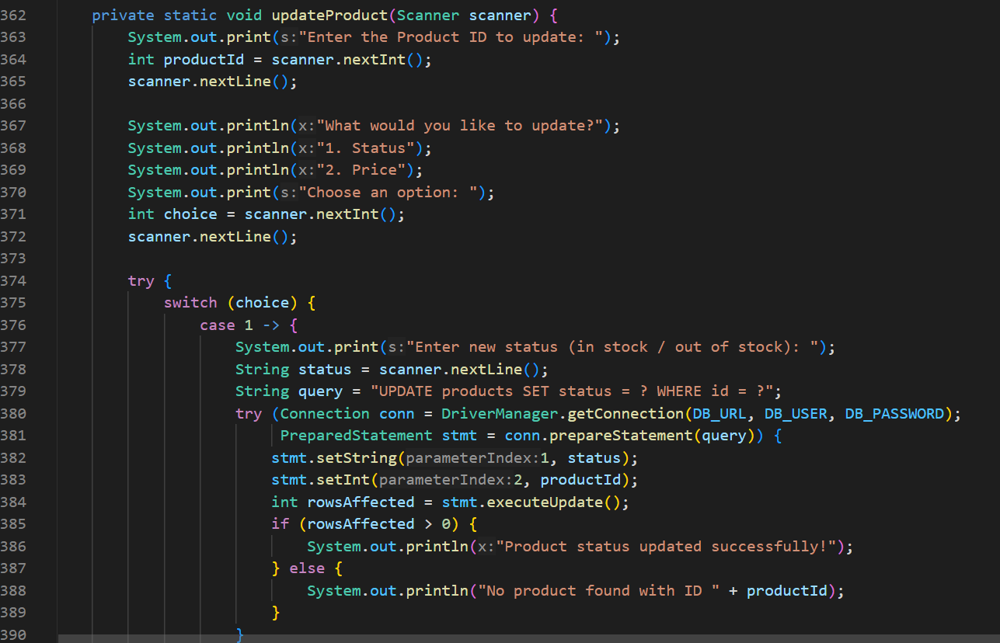 362 private static void updateProduct(Scanner scanner) {
363 System.out.print(s:"Enter the Product ID to update: ");
364 int productId = scanner.nextInt();
365 scanner.nextLine();
366
367 System.out.println(x:"What would you like to update?");
368 System.out.println(x:"1. Status");
369 System.out.println(x:"2. Price");
370 System.out.print(s:"Choose an option: ");
371 int choice = scanner.nextInt();
372 scanner.nextLine();
373
374 try {
375 switch (choice) {
376 case 1 -> {
377 System.out.print(s:"Enter new status (in stock / out of stock): ");
378 String status = scanner.nextLine();
379 String query = "UPDATE products SET status = ? WHERE id = ?";
380 try (Connection conn = DriverManager.getConnection(DB_URL, DB_USER, DB_PASSWORD);
381 PreparedStatement stmt = conn.prepareStatement(query)) {
382 stmt.setString(parameterIndex:1, status);
383 stmt.setInt(parameterIndex:2, productId);
384 int rowsAffected = stmt.executeUpdate();
385 if (rowsAffected > 0) {
386 System.out.println(x:"Product status updated successfully!");
387 } else {
388 System.out.println("No product found with ID " + productId);
389 }
390 }